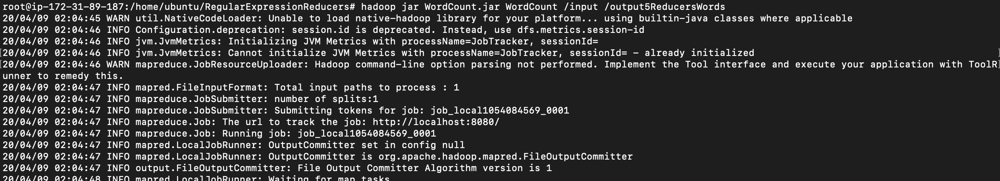 root@ip-172-31-89-187:/home/ubuntu/RegularExpressionReducers# hadoop jar WordCount.jar WordCount /input /output5ReducersWords
20/04/09 02:04:45 WARN util.NativeCodeLoader: Unable to load native-hadoop library for your platform... using builtin-java classes where applicable
20/04/09 02:04:46 INFO Configuration.deprecation: session.id is deprecated. Instead, use dfs.metrics.session-id
20/04/09 02:04:46 INFO jvm.JvmMetrics: Initializing JVM Metrics with processName=JobTracker, sessionId=
[20/04/09 02:04:46 INFO jvm.JvmMetrics: Cannot initialize JVM Metrics with processName=JobTracker, sessionId= - already initialized ]
[20/04/09 02:04:46 WARN mapreduce.JobResourceUploader: Hadoop command-line option parsing not performed. Implement the Tool interface and execute your application with ToolR]
unner to remedy this.
20/04/09 02:04:47 INFO mapred.FileInputFormat: Total input paths to process : 1
20/04/09 02:04:47 INFO mapreduce.JobSubmitter: number of splits:1
20/04/09 02:04:47 INFO mapreduce.JobSubmitter: Submitting tokens for job: job_local1054084569_0001
20/04/09 02:04:47 INFO mapreduce.Job: The url to track the job: http://localhost:8080/
20/04/09 02:04:47 INFO mapreduce.Job: Running job: job_local1054084569_0001
20/04/09 02:04:47 INFO mapred.LocalJobRunner: OutputCommitter set in config null
20/04/09 02:04:47 INFO mapred.LocalJobRunner: OutputCommitter is org.apache.hadoop.mapred.FileOutputCommitter
20/04/09 02:04:47 INFO output.FileOutputCommitter: File Output Committer Algorithm version is 1
20/04/09 02:04:48 INFO mapred.LocalJobRunner: Waiting for map tasks